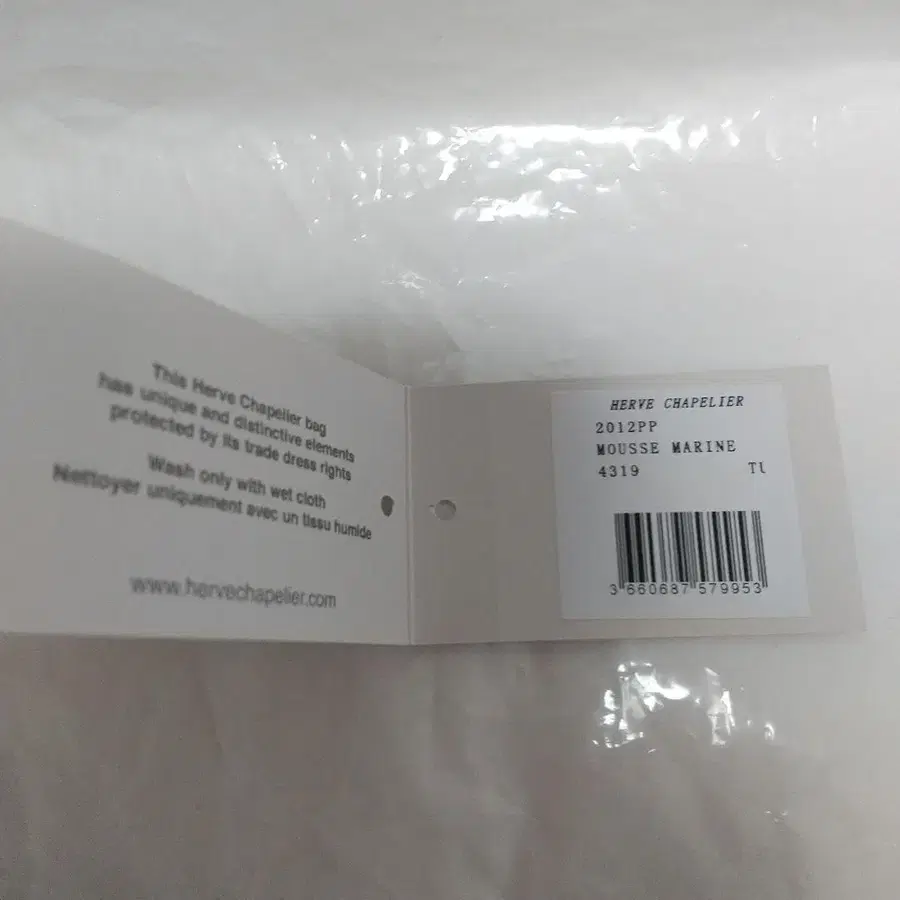 This Herve Chapelier bag
has unique and distinctive elements
protected by its trade dress rights
Wash only with wet cloth
Nettoyer uniquement avec un tissu humide
www.hervechapelier.com
HERVE CHAPELIER
2012PP
MOUSSE MARINE
4319 TU
3 660687 579953